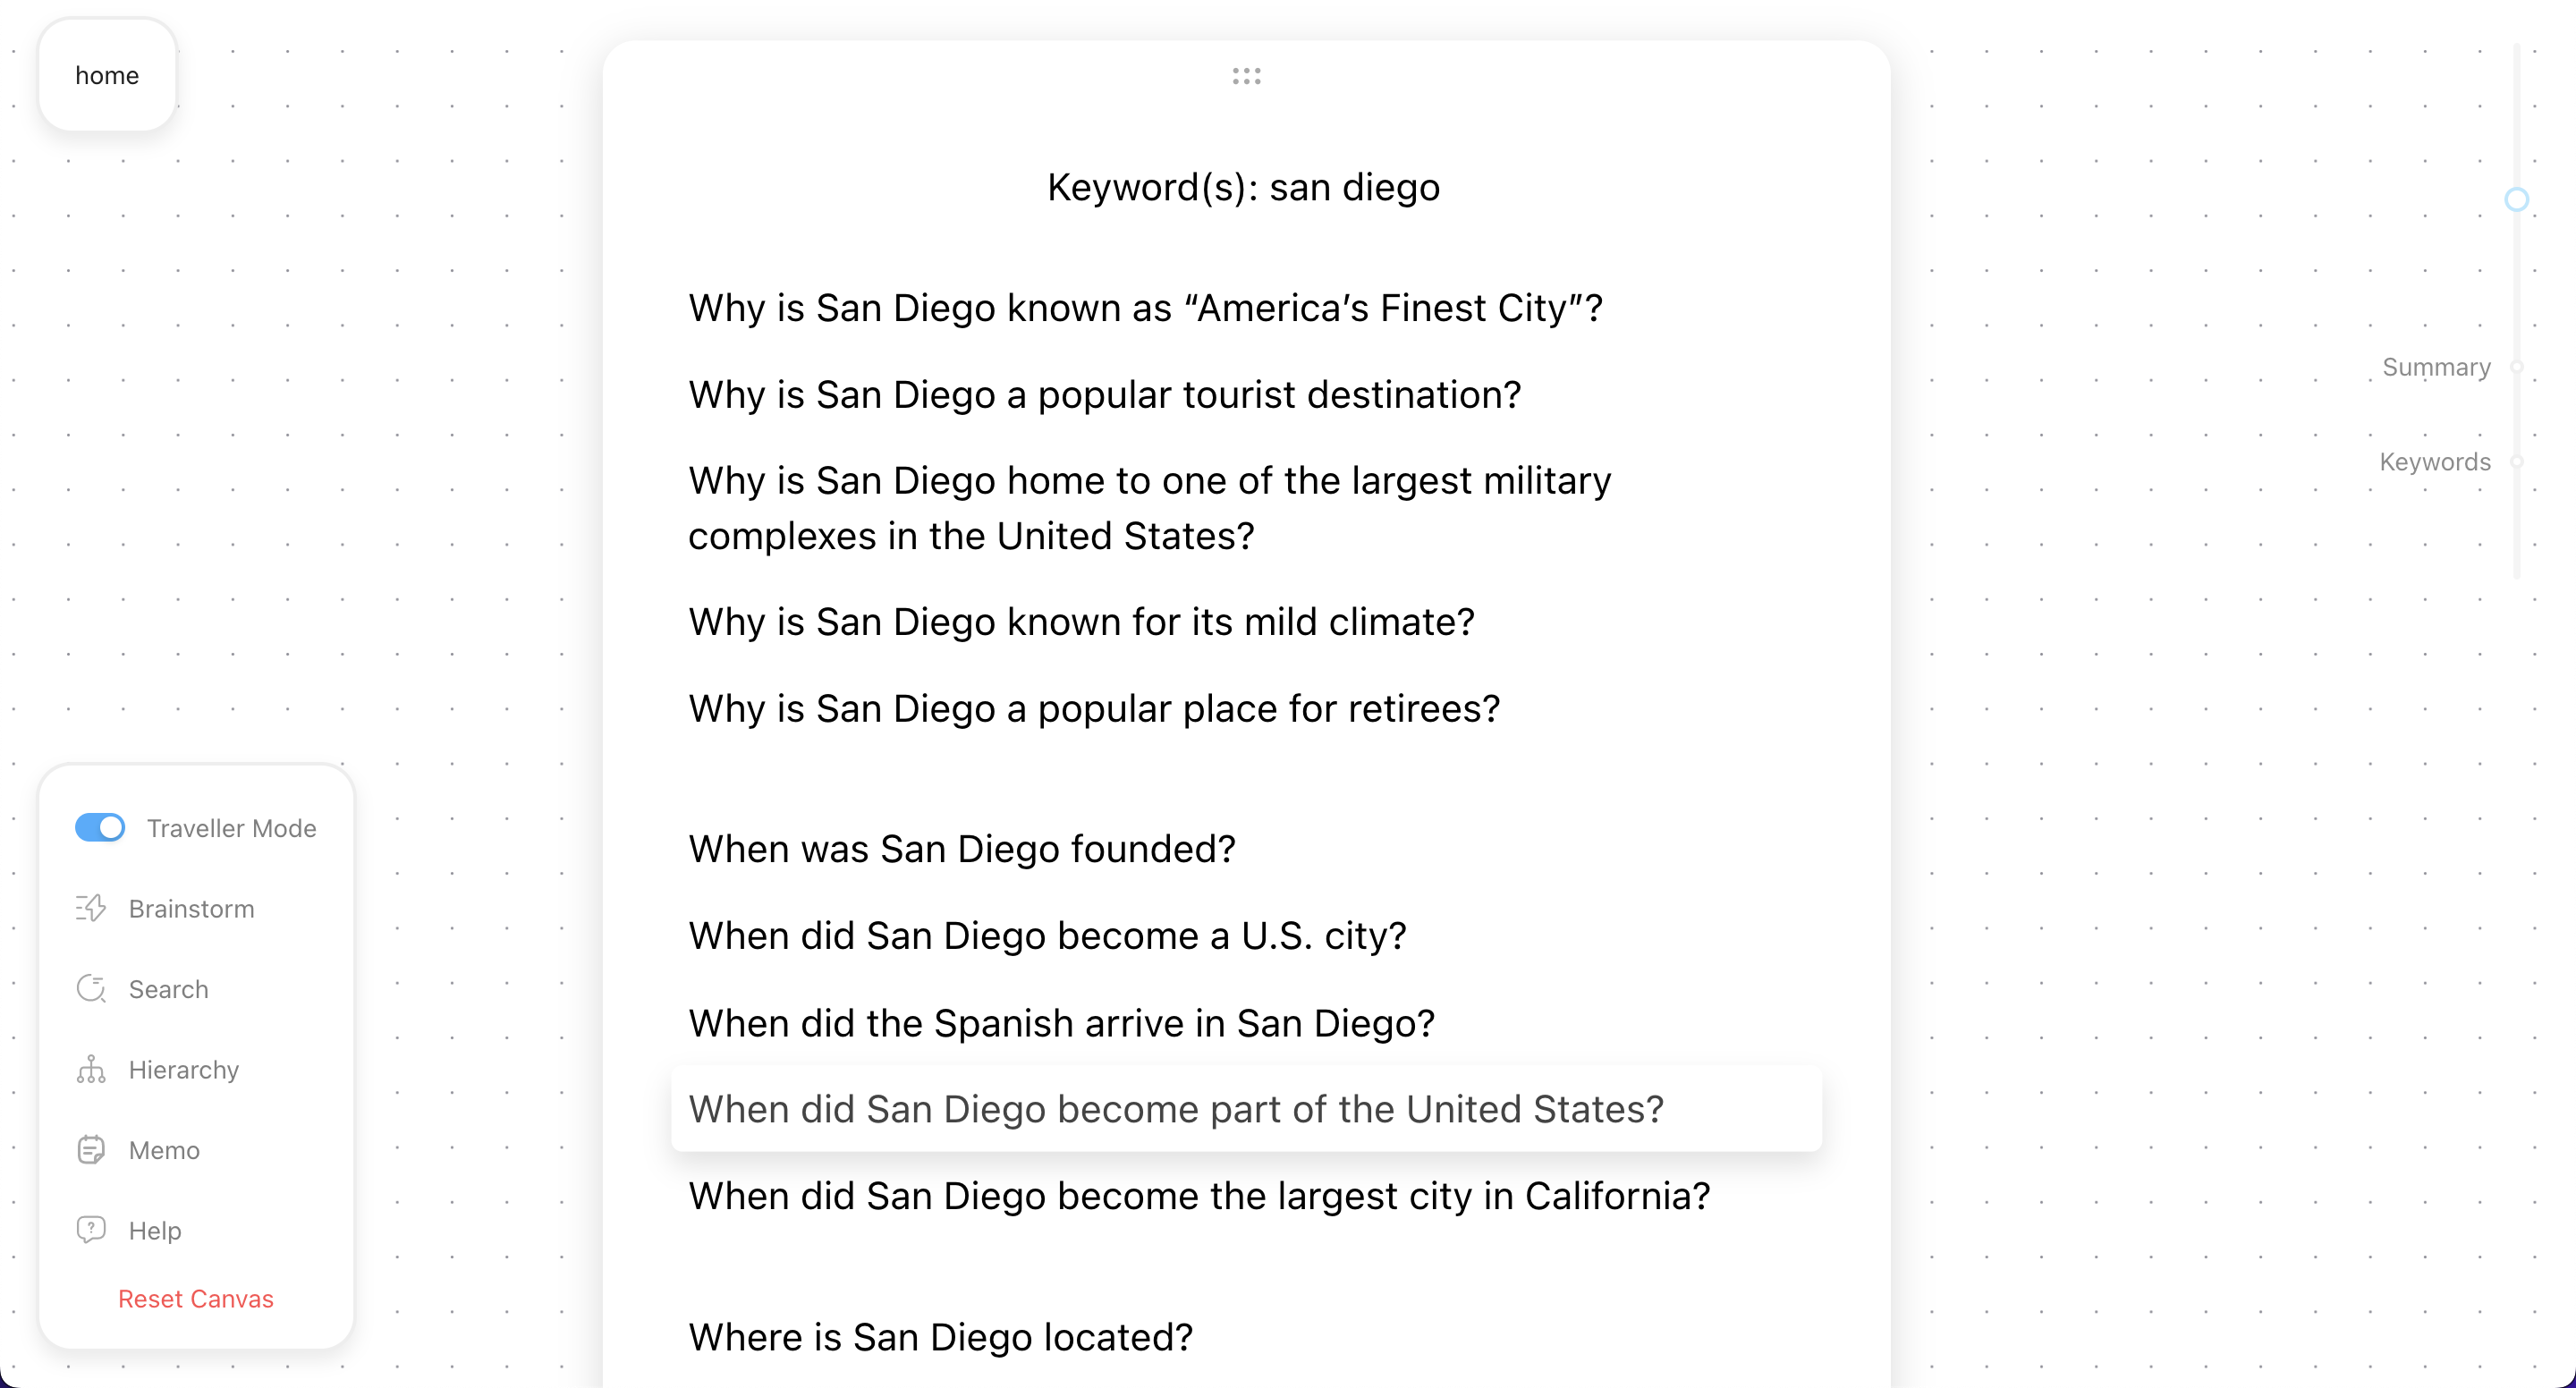 home
Keyword(s): san diego
Why is San Diego known as “America’s Finest City”?
Why is San Diego a popular tourist destination?
Why is San Diego home to one of the largest military
complexes in the United States?
Why is San Diego known for its mild climate?
Why is San Diego a popular place for retirees?
When was San Diego founded?
When did San Diego become a U.S. city?
When did the Spanish arrive in San Diego?
When did San Diego become part of the United States?
When did San Diego become the largest city in California?
Where is San Diego located?
Summary
Keywords
Traveller Mode
Brainstorm
Search
Hierarchy
Memo
Help
Reset Canvas